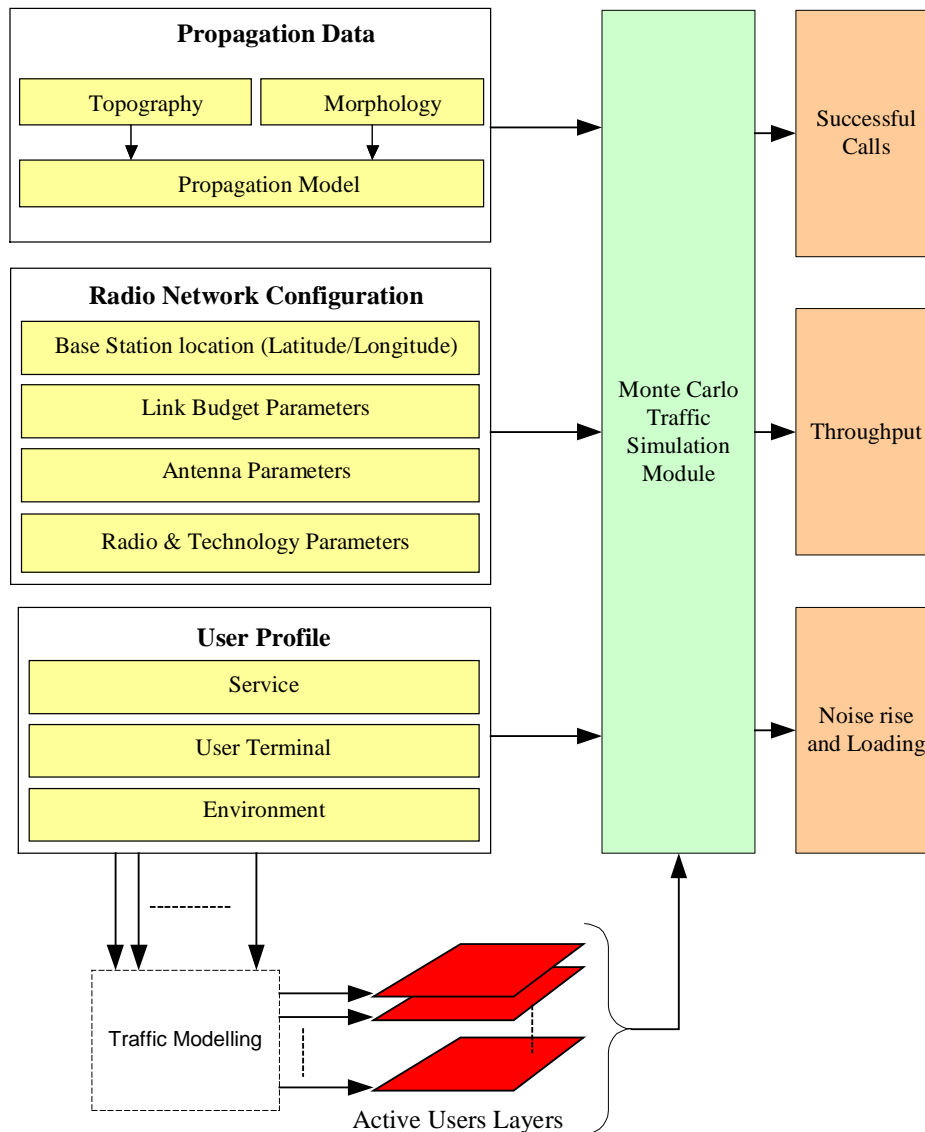 Propagation Data
Topography
Morphology
Propagation Model
Radio Network Configuration
Base Station location (Latitude/Longitude)
Link Budget Parameters
Antenna Parameters
Radio & Technology Parameters
User Profile
Service
User Terminal
Environment
Traffic Modelling
Active Users Layers
Monte Carlo
Traffic
Simulation
Module
Successful
Calls
Throughput
Noise rise
and Loading